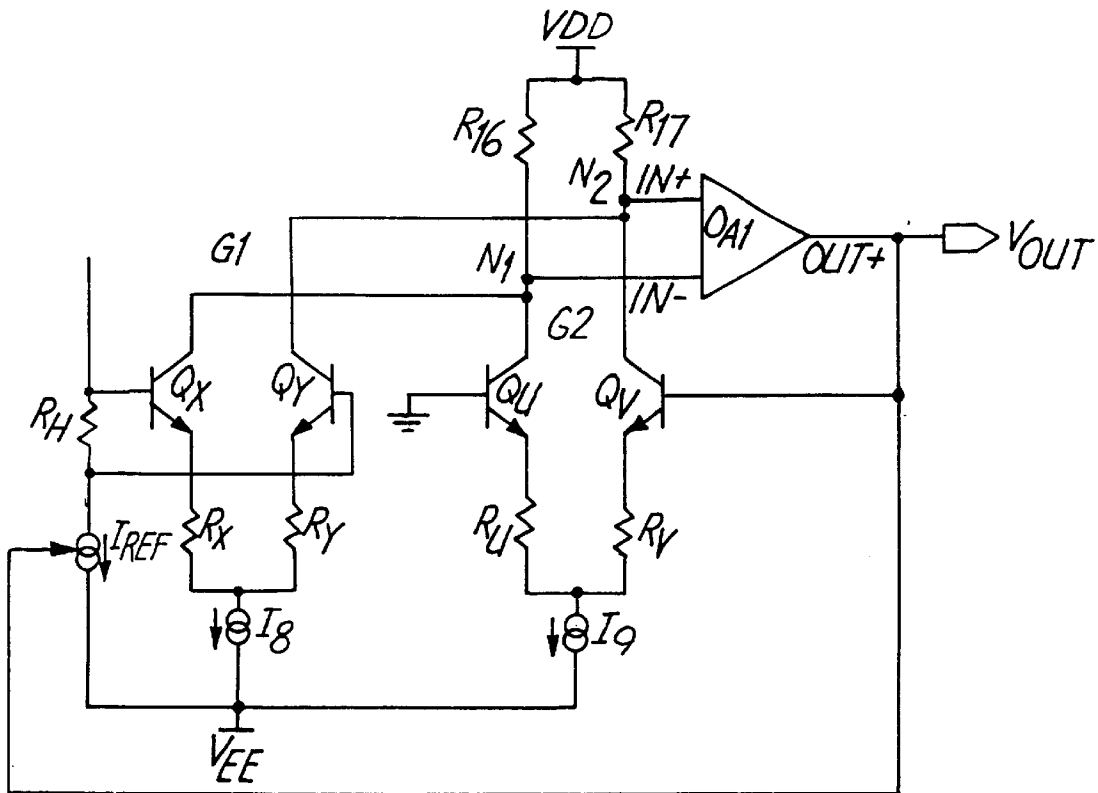 VDD
R16
R17
N2
IN+
OA1
OUT+
VOUT
G1
N1
IN-
G2
QX
QY
QU
QV
RH
IREF
RX
RY
RU
RV
I8
I9
VEE